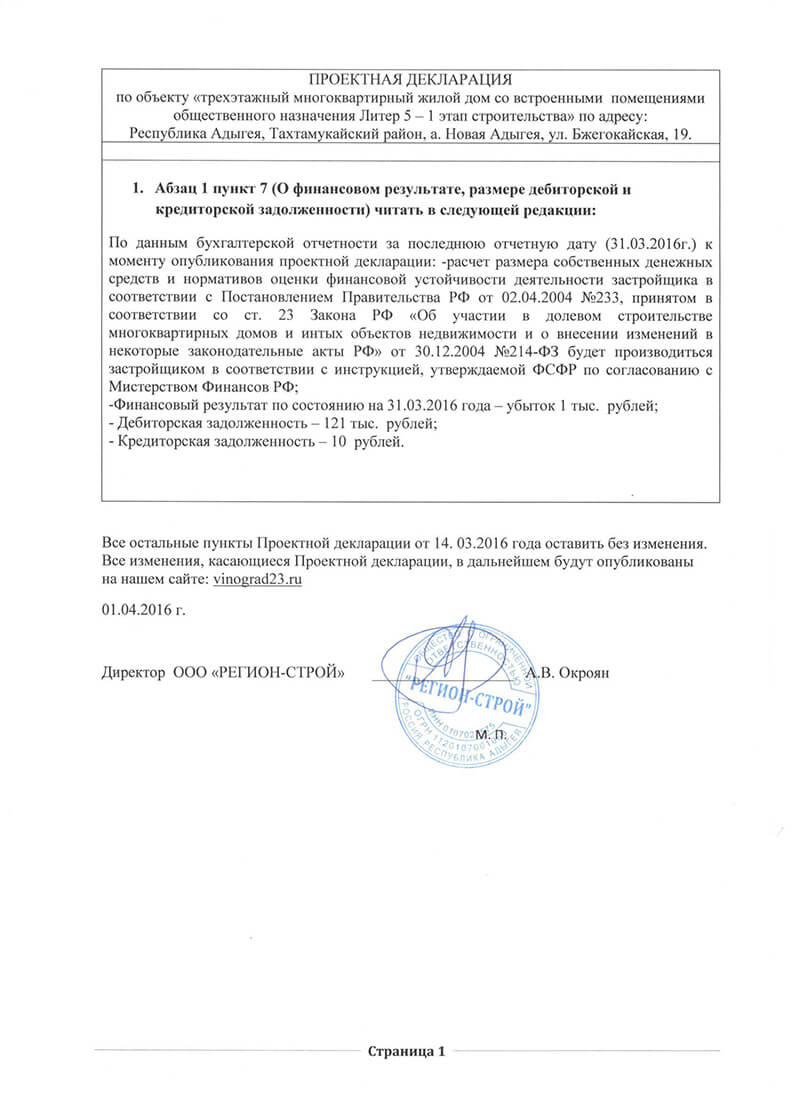 ПРОЕКТНАЯ ДЕКЛАРАЦИЯ
по объекту «трехэтажный многоквартирный жилой дом со встроенными помещениями
общественного назначения Литер 5 – 1 этап строительства» по адресу:
Республика Адыгея, Тахтамукайский район, а. Новая Адыгея, ул. Бжегокайская, 19.
1. Абзац 1 пункт 7 (О финансовом результате, размере дебиторской и
кредиторской задолженности) читать в следующей редакции:
По данным бухгалтерской отчетности за последнюю отчетную дату (31.03.2016г.) к
моменту опубликования проектной декларации: -расчет размера собственных денежных
средств и нормативов оценки финансовой устойчивости деятельности застройщика в
соответствии с Постановлением Правительства РФ от 02.04.2004 №233, принятом в
соответствии со ст. 23 Закона РФ «Об участии в долевом строительстве
многоквартирных домов и интых объектов недвижимости и о внесении изменений в
некоторые законодательные акты РФ» от 30.12.2004 №214-ФЗ будет производиться
застройщиком в соответствии с инструкцией, утверждаемой ФСФР по согласованию с
Мистерством Финансов РФ;
-Финансовый результат по состоянию на 31.03.2016 года – убыток 1 тыс. рублей;
- Дебиторская задолженность – 121 тыс. рублей;
- Кредиторская задолженность – 10 рублей.
Все остальные пункты Проектной декларации от 14. 03.2016 года оставить без изменения.
Все изменения, касающиеся Проектной декларации, в дальнейшем будут опубликованы
на нашем сайте: vinograd23.ru
01.04.2016 г.
Директор ООО «РЕГИОН-СТРОЙ» А.В. Окроян
ОБЩЕСТВО С ОГРАНИЧЕННОЙ
ОТВЕТСТВЕННОСТЬЮ
"РЕГИОН-СТРОЙ"
ИНН
ОГРН
РОССИЯ РЕСПУБЛИКА АДЫГЕЯ
М. П.
Страница 1